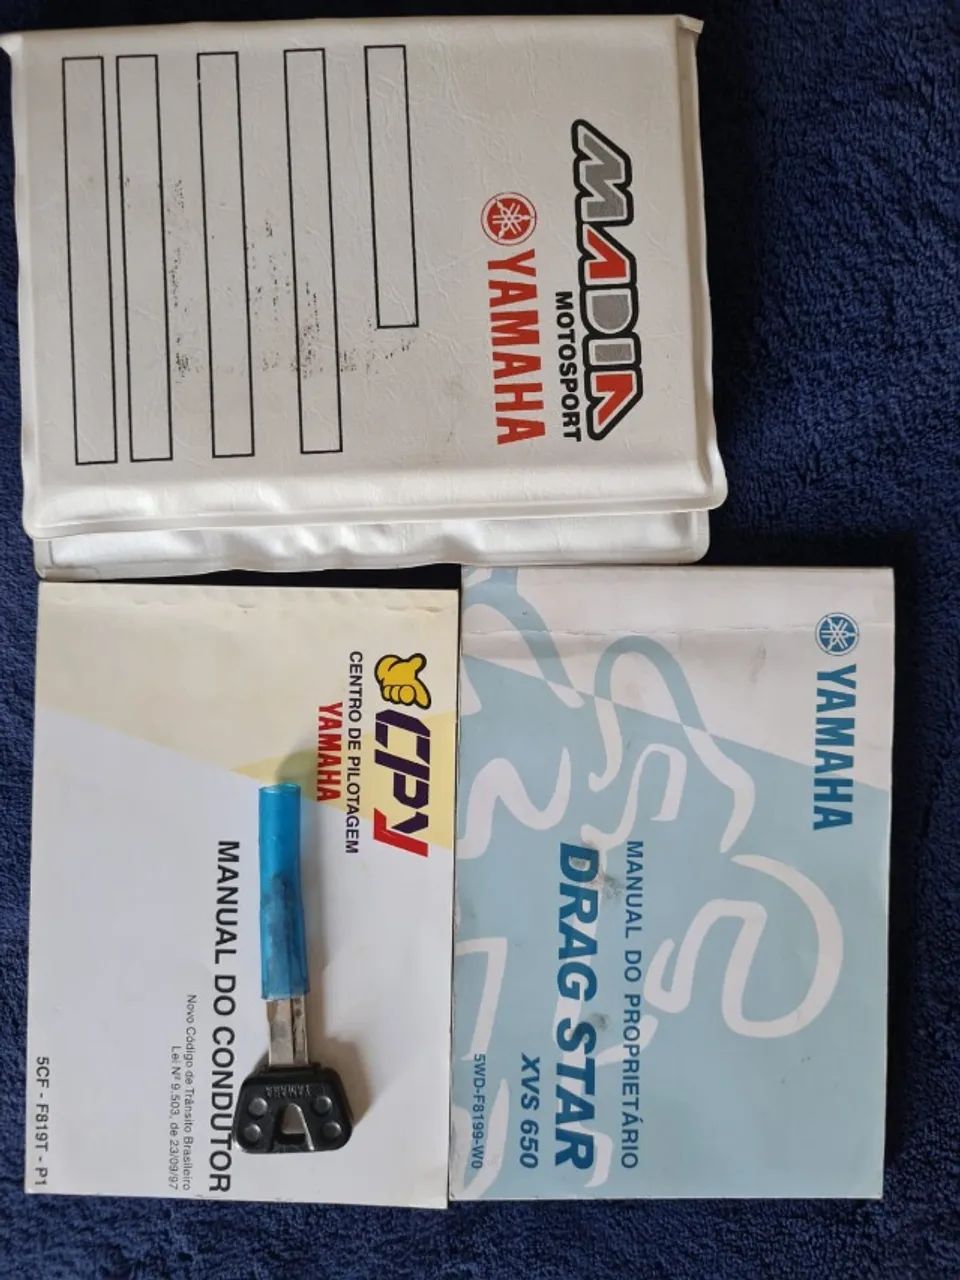 MADIA
MOTOSPORT
YAMAHA
CPY
CENTRO DE PILOTAGEM
YAMAHA
MANUAL DO CONDUTOR
Novo Código de Trânsito Brasileiro
Lei Nº 9.503, de 23/09/97
5CF - F819T - P1
YAMAHA
YAMAHA
MANUAL DO PROPRIETÁRIO
DRAG STAR
XVS 650
5WD-F8199-W0